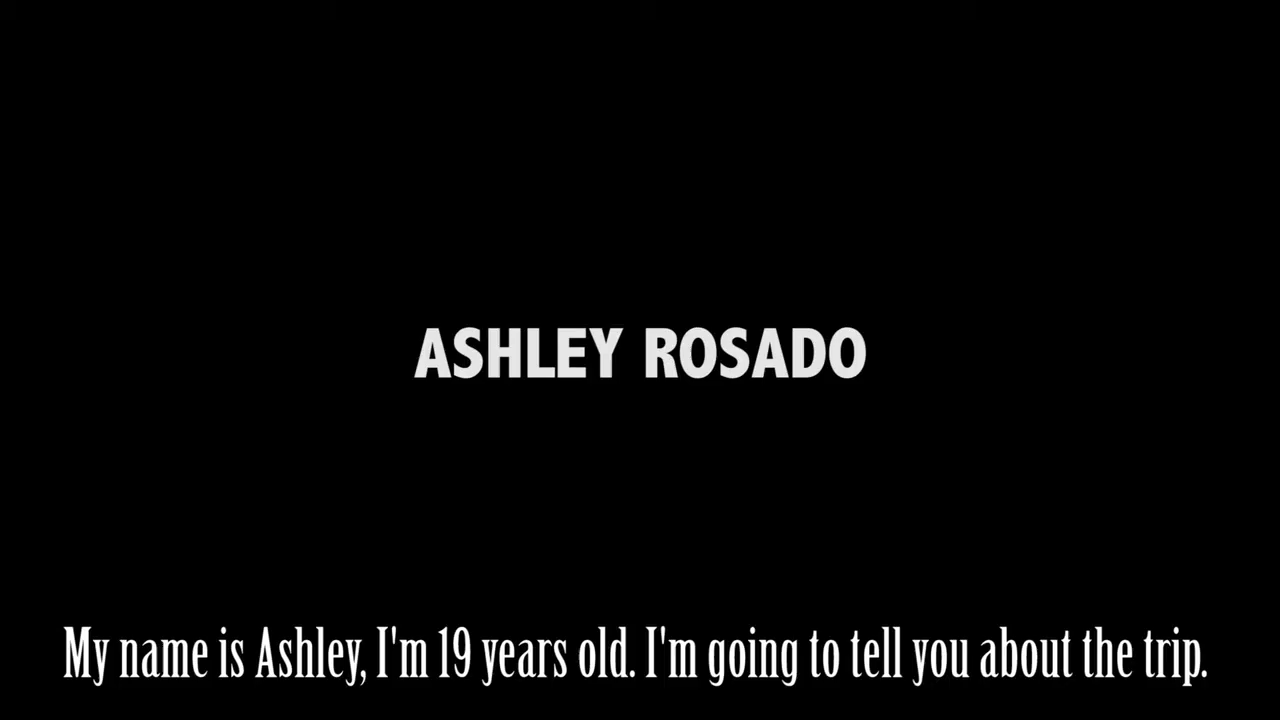 ASHLEY ROSADO
My name is Ashley, I'm 19 years old. I'm going to tell you about the trip.